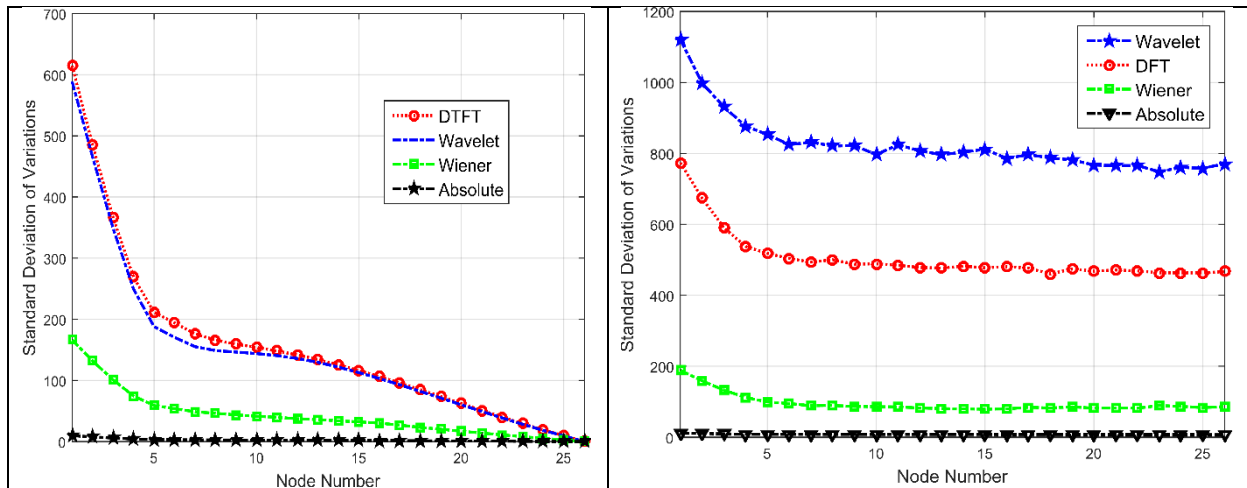 700
600
500
400
300
200
100
0
Standard Deviation of Variations
5
10
15
20
25
Node Number
DTFT
Wavelet
Wiener
Absolute
1200
1000
800
600
400
200
0
Standard Deviation of Variations
5
10
15
20
25
Node Number
Wavelet
DFT
Wiener
Absolute